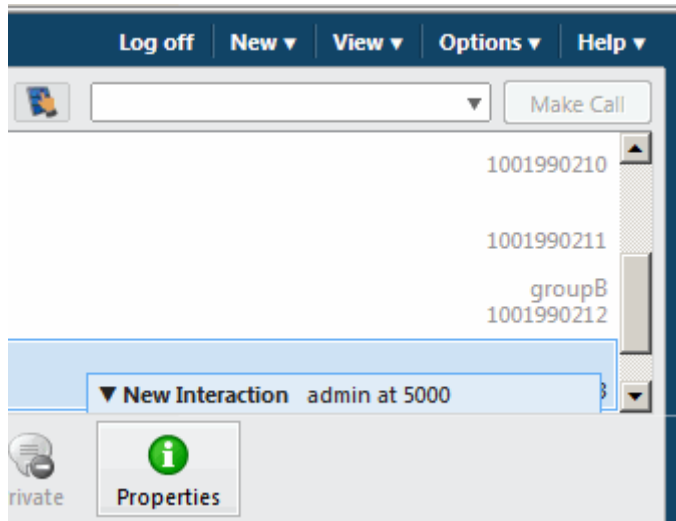 Log off New ▾ View ▾ Options ▾ Help ▾
Make Call
1001990210
1001990211
groupB
1001990212
▼ New Interaction admin at 5000
rivate
Properties